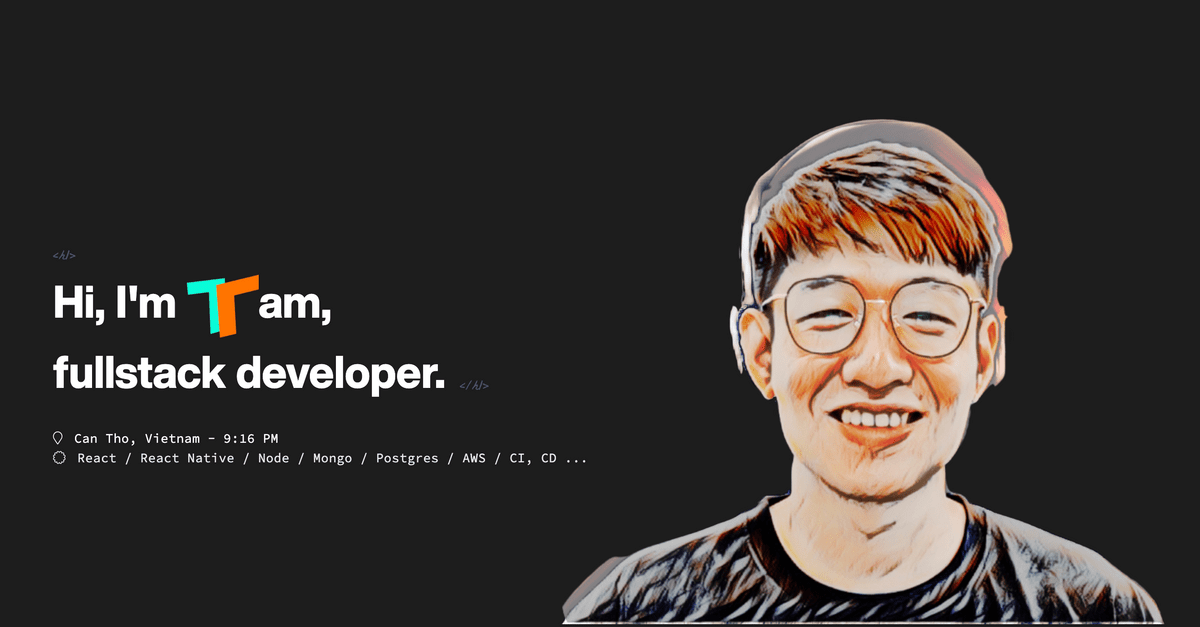 <h1>
Hi, I'm Tam,
fullstack developer. </h1>
Can Tho, Vietnam - 9:16 PM
React / React Native / Node / Mongo / Postgres / AWS / CI, CD ...